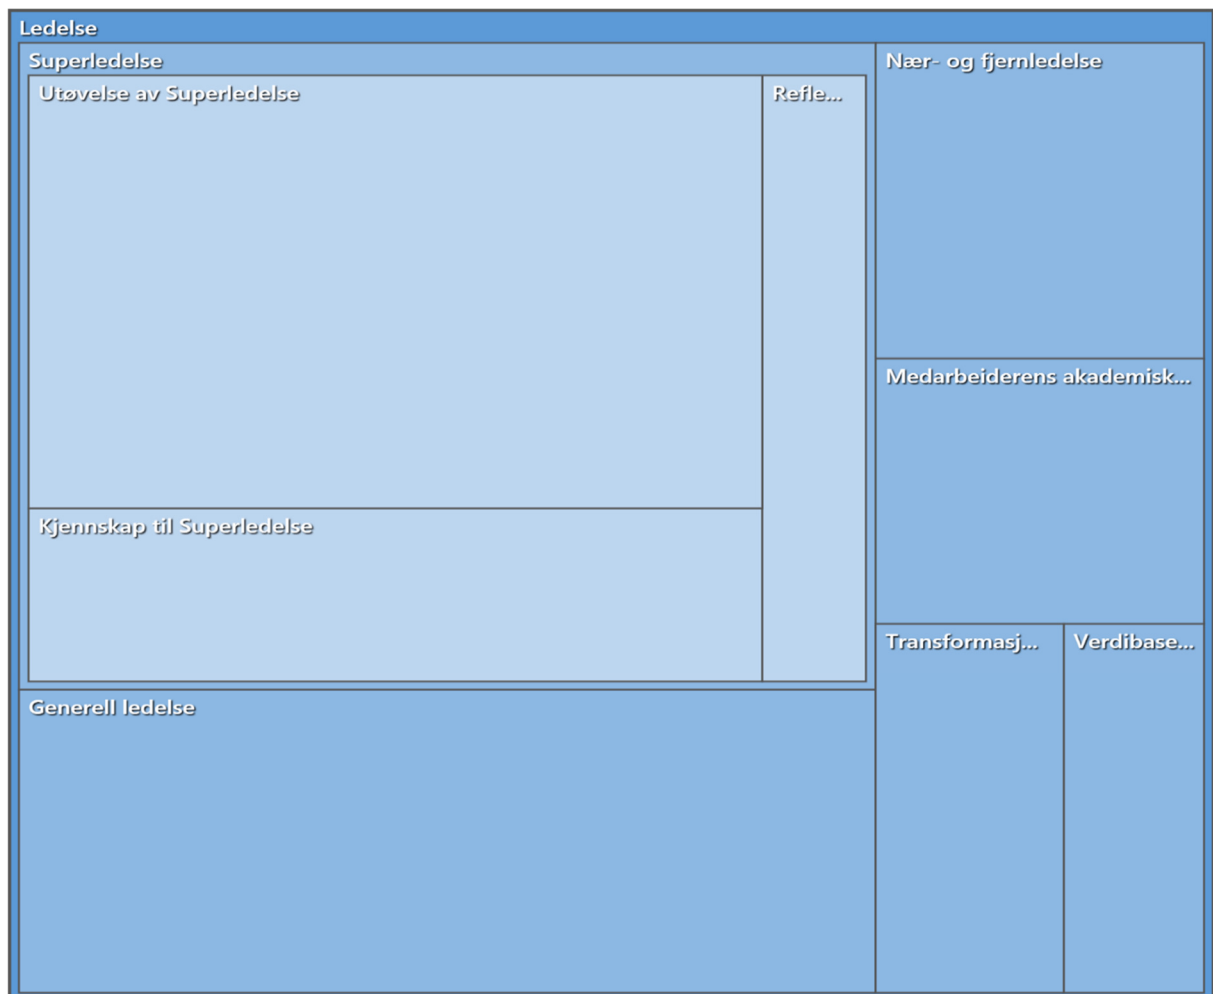 Ledelse
Superledelse
Nær- og fjernledelse
Utøvelse av Superledelse
Refle...
Medarbeiderens akademisk...
Kjennskap til Superledelse
Transformasj...
Verdibase...
Generell ledelse